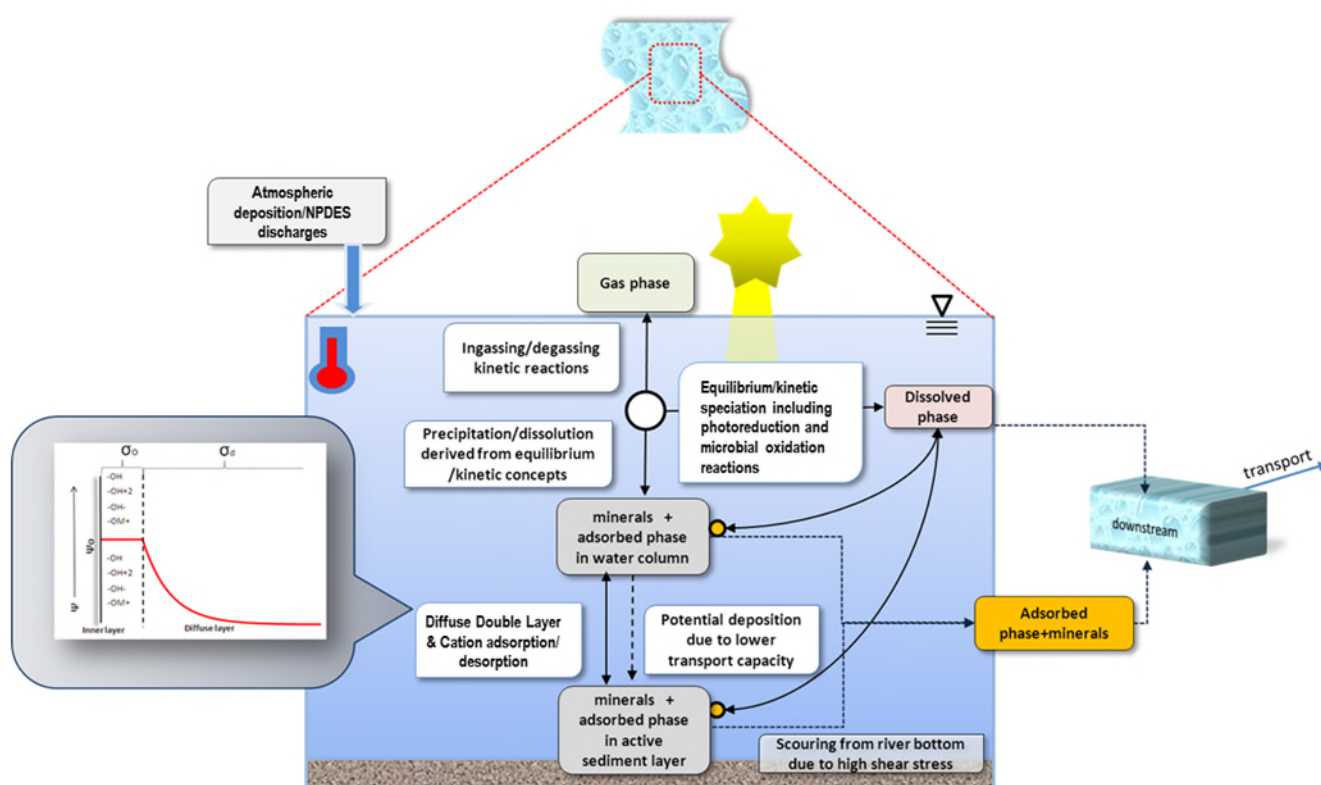 Atmospheric
deposition/NPDES
discharges
Gas phase
Ingassing/degassing
kinetic reactions
Equilibrium/kinetic
speciation including
photoreduction and
microbial oxidation
reactions
Dissolved
phase
Precipitation/dissolution
derived from equilibrium
/kinetic concepts
transport
downstream
minerals +
adsorbed phase
in water column
σo
σd
-OH
-OH+2
-OH-
-OM+
-OH
-OH+2
-OH-
-OM+
Ψo
Ψ
Inner layer
Diffuse layer
Diffuse Double Layer
& Cation adsorption/
desorption
Potential deposition
due to lower
transport capacity
Adsorbed
phase+minerals
minerals +
adsorbed phase
in active
sediment layer
Scouring from river bottom
due to high shear stress